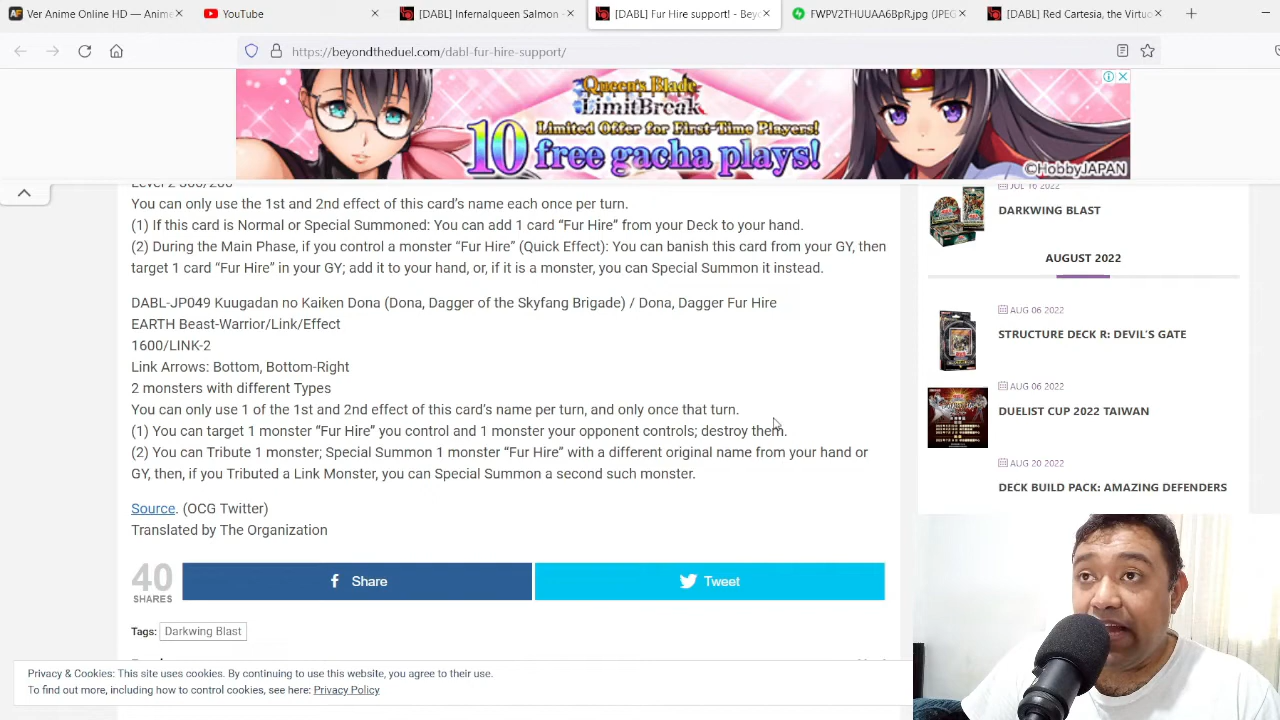 Ver Anime Online HD — Anime
YouTube
[DABL] Infernalqueen Salmon -
[DABL] Fur Hire support! - Beyo
FWPV2THUUAA6BpR.jpg (JPEG
[DABL] Red Cartesia, the Virtuo
https://beyondtheduel.com/dabl-fur-hire-support/
Queen's Blade
LimitBreak
Limited Offer for First-Time Players!
10 free gacha plays!
©HobbyJAPAN
Level 2 300/200
You can only use the 1st and 2nd effect of this card's name each once per turn.
(1) If this card is Normal or Special Summoned: You can add 1 card “Fur Hire” from your Deck to your hand.
(2) During the Main Phase, if you control a monster “Fur Hire” (Quick Effect): You can banish this card from your GY, then
target 1 card “Fur Hire” in your GY; add it to your hand, or, if it is a monster, you can Special Summon it instead.
DABL-JP049 Kuugadan no Kaiken Dona (Dona, Dagger of the Skyfang Brigade) / Dona, Dagger Fur Hire
EARTH Beast-Warrior/Link/Effect
1600/LINK-2
Link Arrows: Bottom, Bottom-Right
2 monsters with different Types
You can only use 1 of the 1st and 2nd effect of this card's name per turn, and only once that turn.
(1) You can target 1 monster “Fur Hire” you control and 1 monster your opponent controls; destroy them.
(2) You can Tribute 1 monster; Special Summon 1 monster “Fur Hire” with a different original name from your hand or
GY, then, if you Tributed a Link Monster, you can Special Summon a second such monster.
Source. (OCG Twitter)
Translated by The Organization
40
SHARES
Share
Tweet
Tags: Darkwing Blast
Privacy & Cookies: This site uses cookies. By continuing to use this website, you agree to their use.
To find out more, including how to control cookies, see here: Privacy Policy
JUL 16 2022
DARKWING BLAST
AUGUST 2022
AUG 06 2022
STRUCTURE DECK R: DEVIL'S GATE
AUG 06 2022
DUELIST CUP 2022 TAIWAN
AUG 20 2022
DECK BUILD PACK: AMAZING DEFENDERS